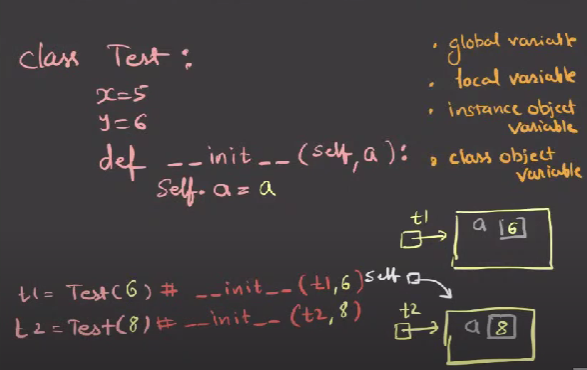 class Test:
x=5
y=6
def __init__(self, a):
Self.a = a
• global variable
• local variable
• instance object
variable
• class object
variable
t1
a 6
t1 = Test(6) # __init__(t1,6)
self
t2 = Test(8) # __init__(t2,8)
t2
a 8